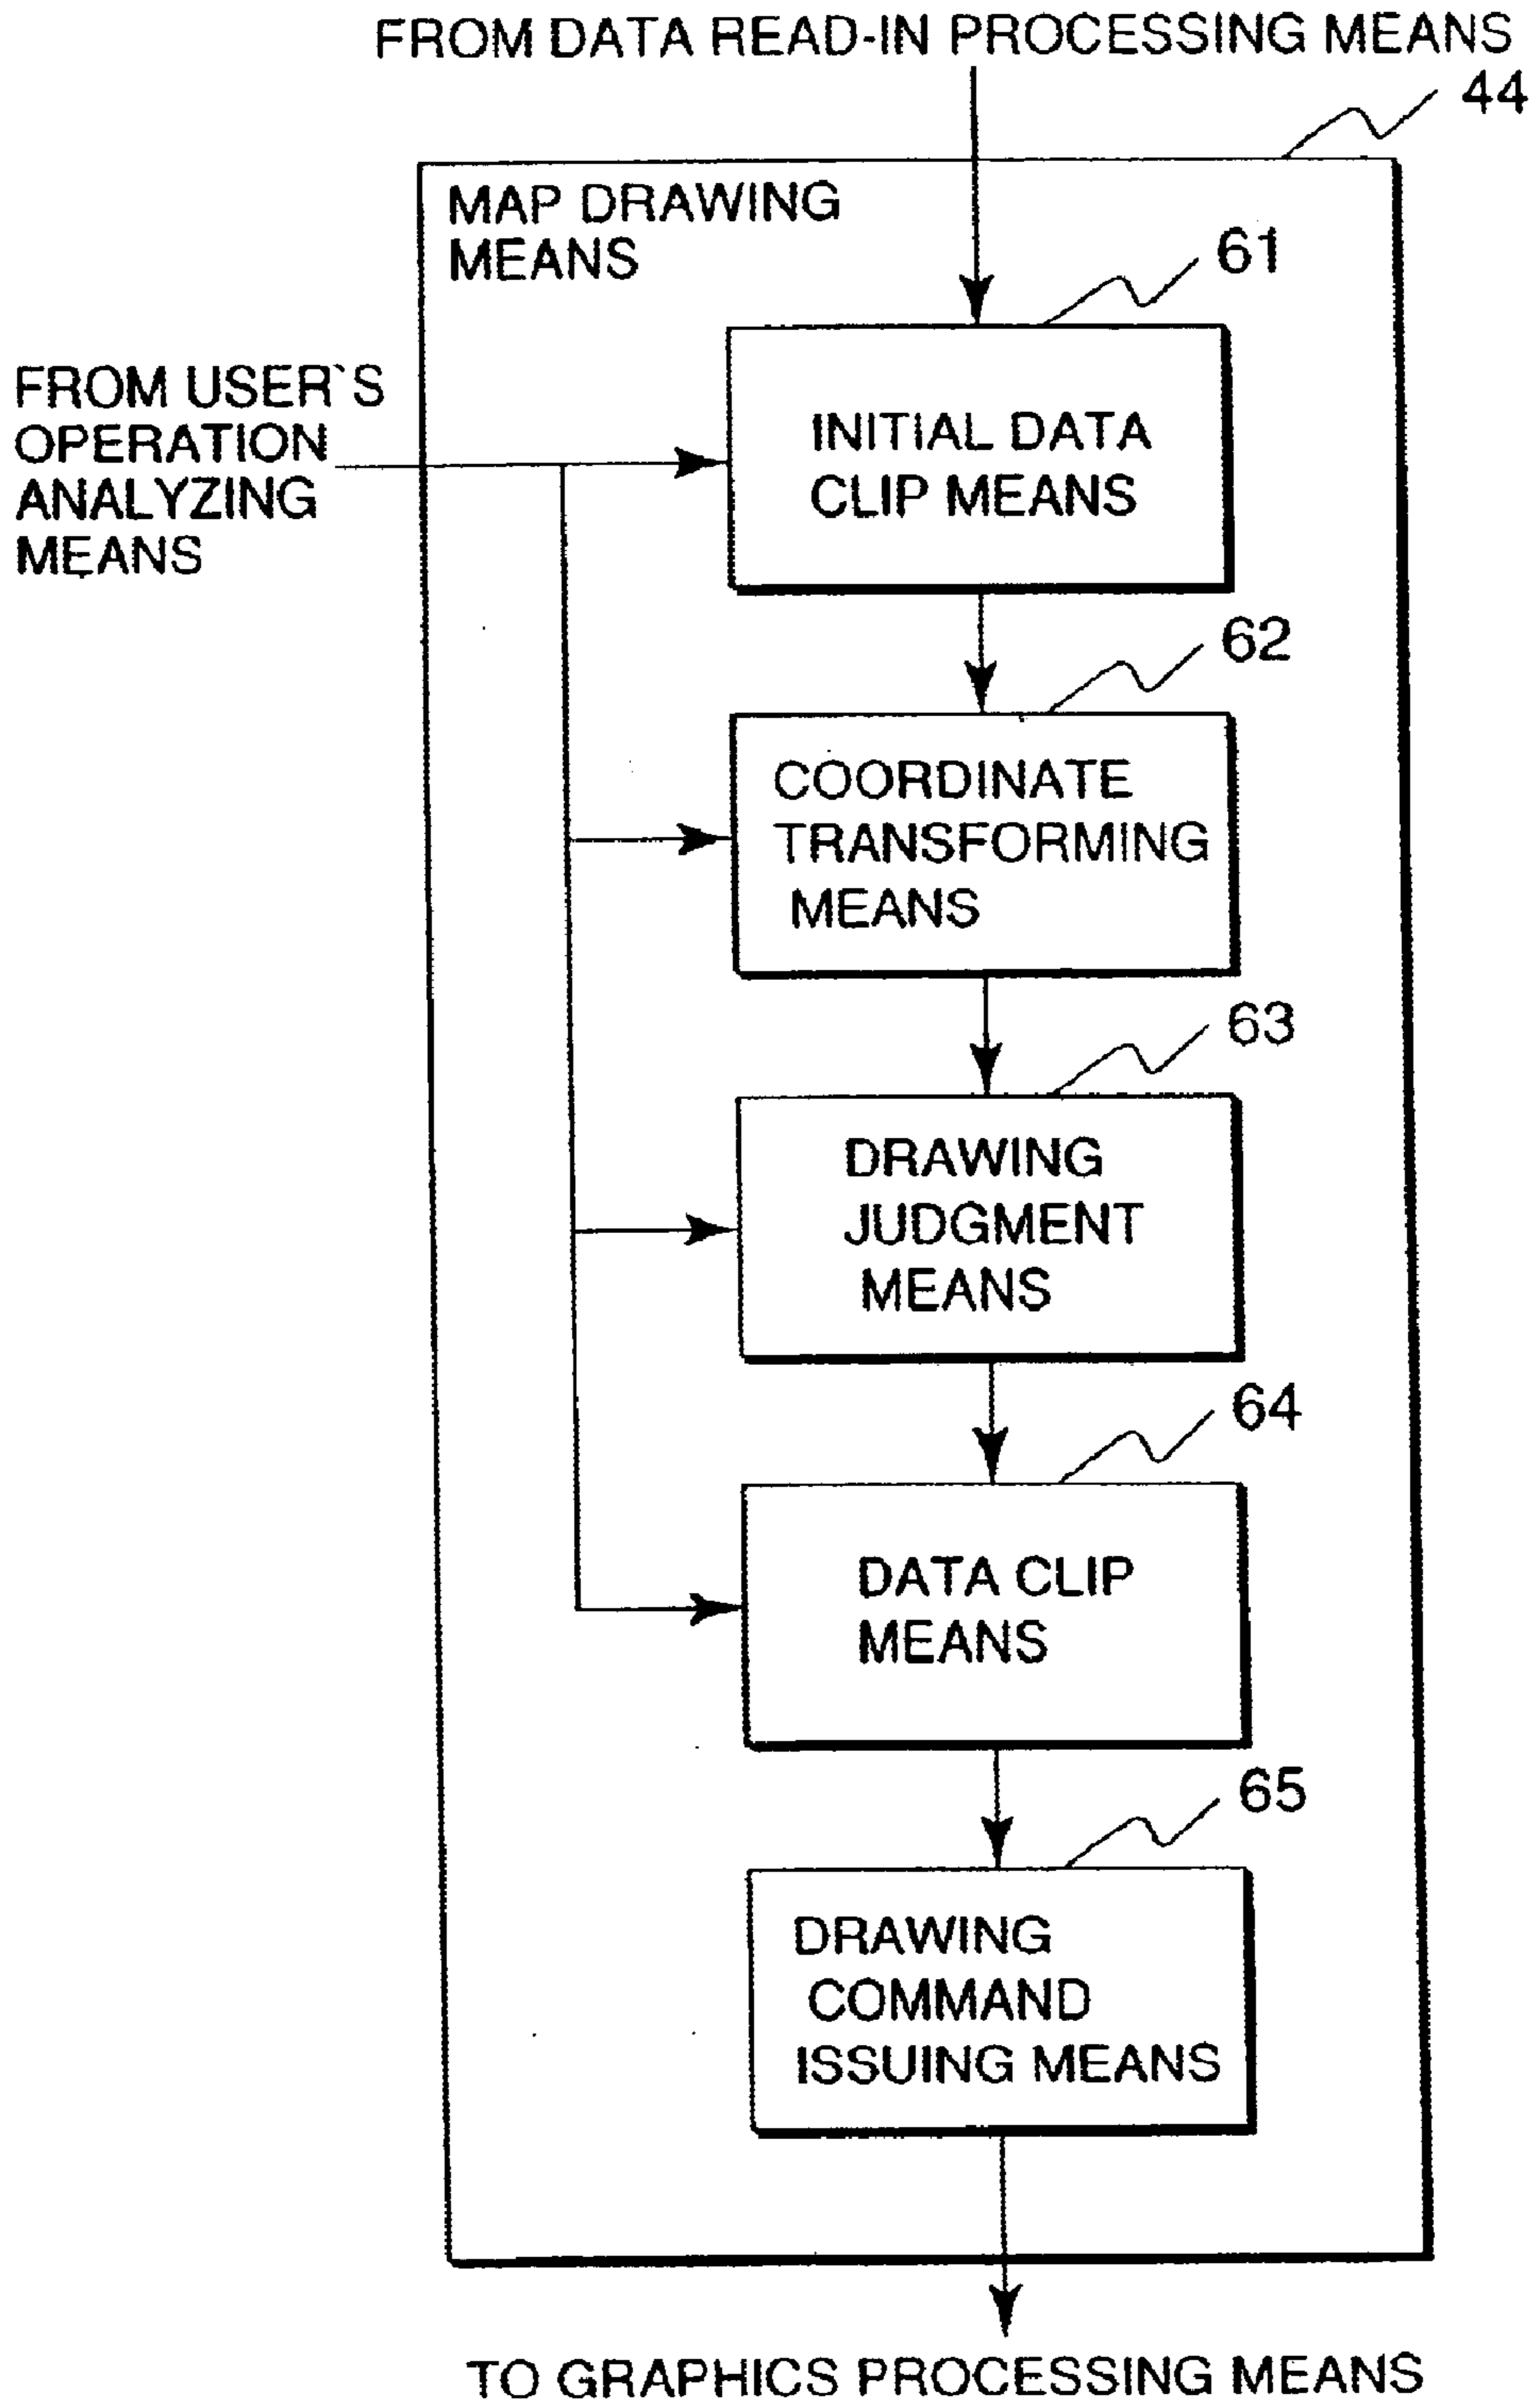 FROM DATA READ-IN PROCESSING MEANS
44
MAP DRAWING
MEANS
61
FROM USER`S
OPERATION
ANALYZING
MEANS
INITIAL DATA
CLIP MEANS
62
COORDINATE
TRANSFORMING
MEANS
63
DRAWING
JUDGMENT
MEANS
64
DATA CLIP
MEANS
65
DRAWING
COMMAND
ISSUING MEANS
TO GRAPHICS PROCESSING MEANS